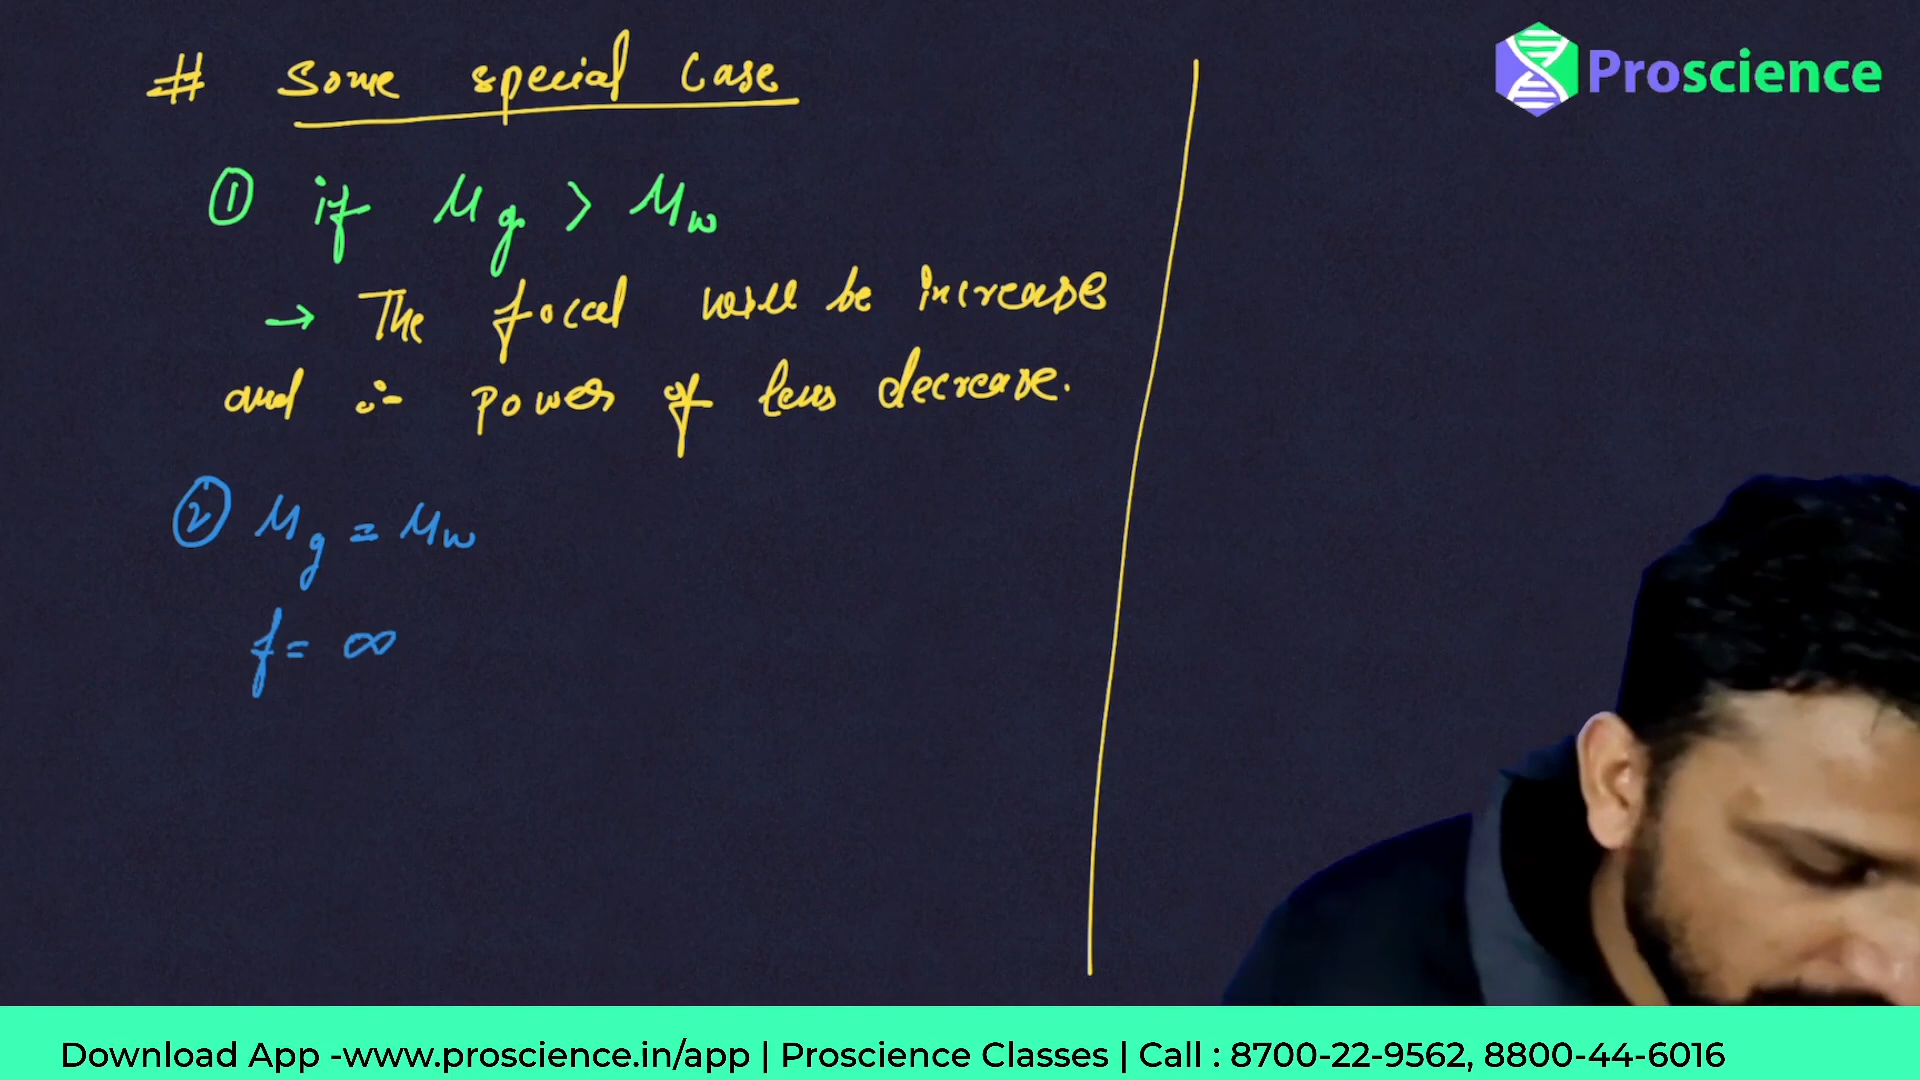 # Some special case
Proscience
① if μg > μw
→ The focal will be increase
and ∴ power of lens decrease.
② μg = μw
f = ∞
Download App -www.proscience.in/app | Proscience Classes | Call : 8700-22-9562, 8800-44-6016